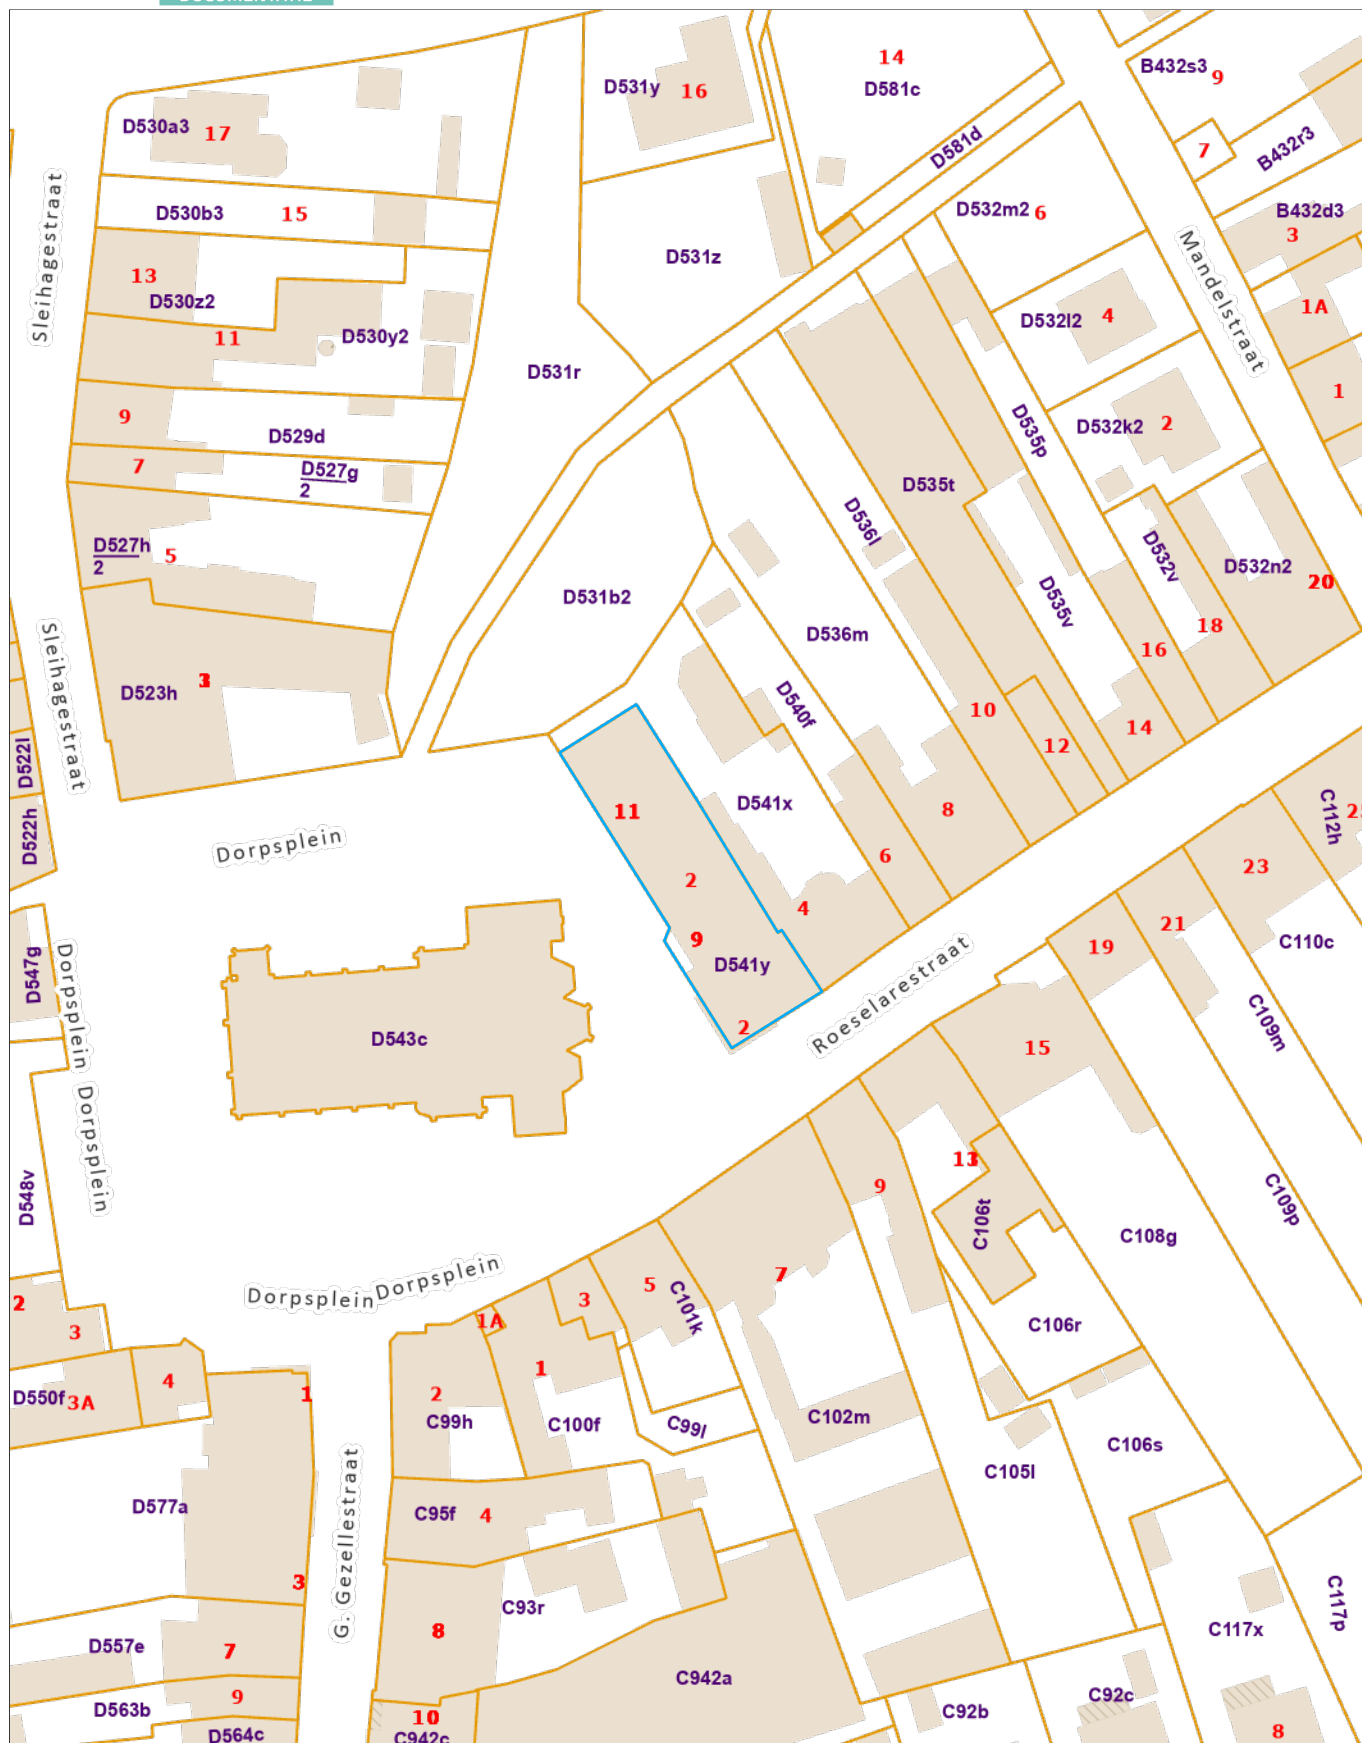 14
D581c
B432s3
9
D531y
16
D530a3
17
D581d
7
B432r3
D530b3
15
D532m2
6
B432d3
3
Sleihagestraat
D531z
Mandelstraat
13
D530z2
1A
11
D530y2
D532l2
4
D531r
1
9
D529d
D535p
D532k2
2
7
D527g
2
D535t
D536l
D527h
2
5
D532v
D532n2
20
D531b2
D535v
18
D536m
16
Sleihagestraat
D523h
D540f
10
14
12
D522l
11
D541x
8
C112h
D522h
Dorpsplein
6
23
2
4
21
9
19
C110c
D547g
D541y
Dorpsplein
Roeselarestraat
2
D543c
C109m
15
Dorpsplein
13
9
D548v
C106t
C109p
C108g
Dorpsplein
Dorpsplein
7
5
C101k
3
2
3
1A
C106r
1
4
D550f
3A
1
2
C99h
C100f
C99l
C102m
C106s
C105l
G. Gezellestraat
D577a
C95f
4
3
C93r
C117p
D557e
7
8
C117x
C942a
9
D563b
10
C92b
C92c
D564c
C942c
8